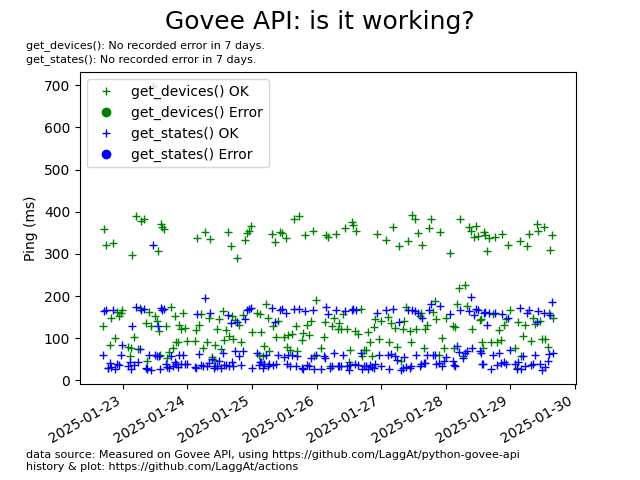 Govee API: is it working?
get_devices(): No recorded error in 7 days.
get_states(): No recorded error in 7 days.
get_devices() OK
get_devices() Error
get_states() OK
get_states() Error
Ping (ms)
700
600
500
400
300
200
100
0
2025-01-23
2025-01-24
2025-01-25
2025-01-26
2025-01-27
2025-01-28
2025-01-29
2025-01-30
data source: Measured on Govee API, using https://github.com/LaggAt/python-govee-api
history & plot: https://github.com/LaggAt/actions